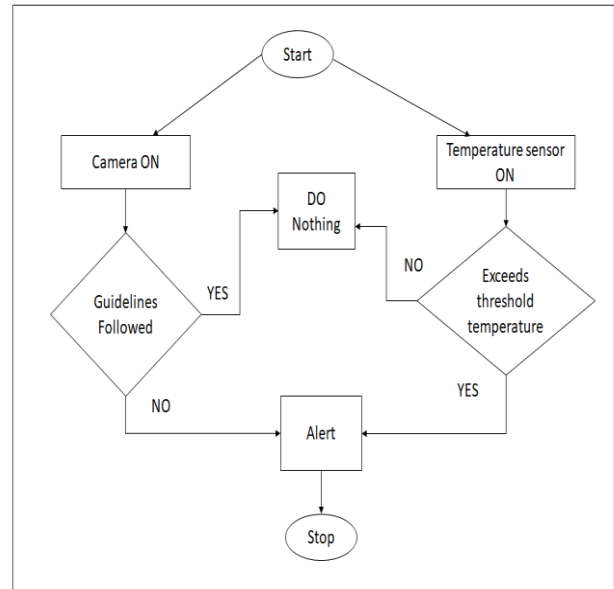 Start
Camera ON
Temperature sensor
ON
DO
Nothing
YES
NO
Guidelines
Followed
Exceeds
threshold
temperature
NO
YES
Alert
Stop